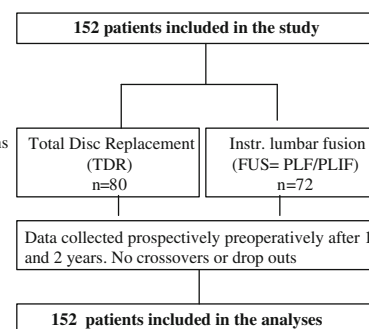 152 patients included in the study
Total Disc Replacement
(TDR)
n=80
Instr. lumbar fusion
(FUS= PLF/PLIF)
n=72
Data collected prospectively preoperatively after 1
and 2 years. No crossovers or drop outs
152 patients included in the analyses